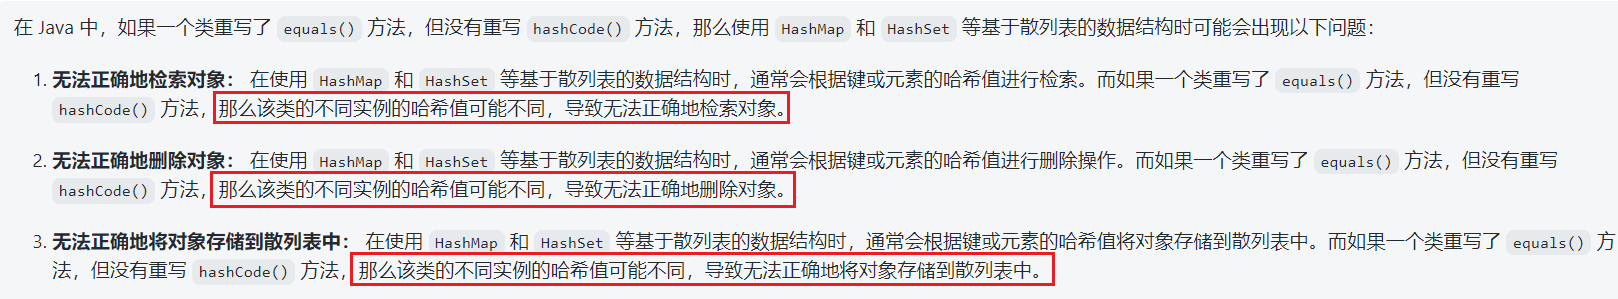 在 Java 中，如果一个类重写了 equals() 方法，但没有重写 hashCode() 方法，那么使用 HashMap 和 HashSet 等基于散列表的数据结构时可能会出现以下问题：
1. 无法正确地检索对象： 在使用 HashMap 和 HashSet 等基于散列表的数据结构时，通常会根据键或元素的哈希值进行检索。而如果一个类重写了 equals() 方法，但没有重写
hashCode() 方法，那么该类的不同实例的哈希值可能不同，导致无法正确地检索对象。
2. 无法正确地删除对象： 在使用 HashMap 和 HashSet 等基于散列表的数据结构时，通常会根据键或元素的哈希值进行删除操作。而如果一个类重写了 equals() 方法，但没有重写
hashCode() 方法，那么该类的不同实例的哈希值可能不同，导致无法正确地删除对象。
3. 无法正确地将对象存储到散列表中： 在使用 HashMap 和 HashSet 等基于散列表的数据结构时，通常会根据键或元素的哈希值将对象存储到散列表中。而如果一个类重写了 equals() 方
法，但没有重写 hashCode() 方法，那么该类的不同实例的哈希值可能不同，导致无法正确地将对象存储到散列表中。